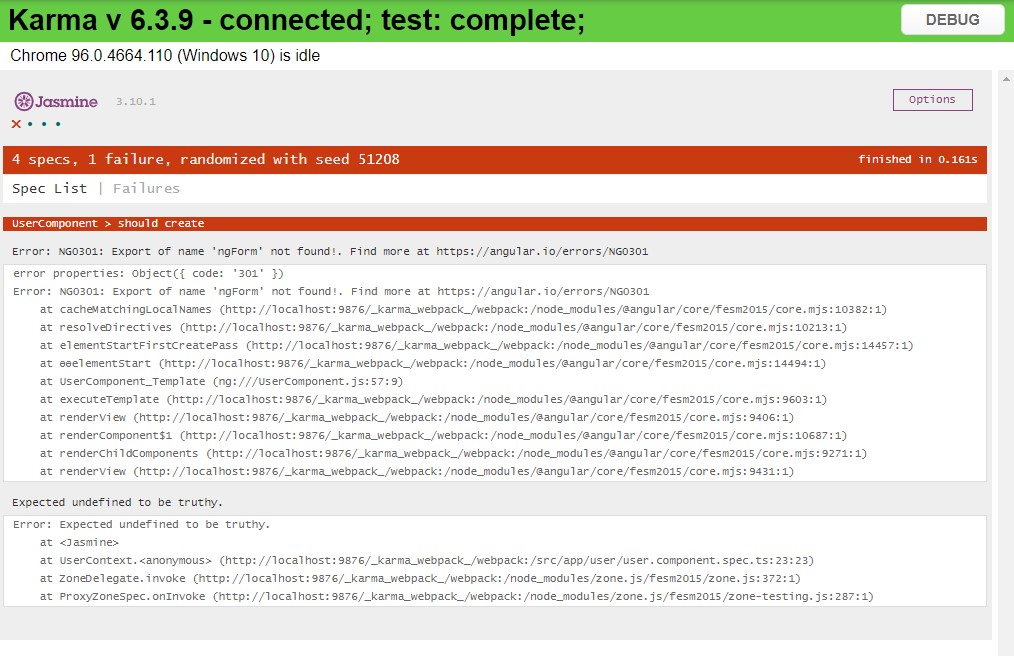 Karma v 6.3.9 - connected; test: complete;
DEBUG
Chrome 96.0.4664.110 (Windows 10) is idle
Jasmine 3.10.1
Options
× • • •
4 specs, 1 failure, randomized with seed 51208
finished in 0.161s
Spec List | Failures
UserComponent > should create
Error: NG0301: Export of name 'ngForm' not found!. Find more at https://angular.io/errors/NG0301
error properties: Object({ code: '301' })
Error: NG0301: Export of name 'ngForm' not found!. Find more at https://angular.io/errors/NG0301
at cacheMatchingLocalNames (http://localhost:9876/_karma_webpack_/webpack:/node_modules/@angular/core/fesm2015/core.mjs:10382:1)
at resolveDirectives (http://localhost:9876/_karma_webpack_/webpack:/node_modules/@angular/core/fesm2015/core.mjs:10213:1)
at elementStartFirstCreatePass (http://localhost:9876/_karma_webpack_/webpack:/node_modules/@angular/core/fesm2015/core.mjs:14457:1)
at ɵɵelementStart (http://localhost:9876/_karma_webpack_/webpack:/node_modules/@angular/core/fesm2015/core.mjs:14494:1)
at UserComponent_Template (ng:///UserComponent.js:57:9)
at executeTemplate (http://localhost:9876/_karma_webpack_/webpack:/node_modules/@angular/core/fesm2015/core.mjs:9603:1)
at renderView (http://localhost:9876/_karma_webpack_/webpack:/node_modules/@angular/core/fesm2015/core.mjs:9406:1)
at renderComponent$1 (http://localhost:9876/_karma_webpack_/webpack:/node_modules/@angular/core/fesm2015/core.mjs:10687:1)
at renderChildComponents (http://localhost:9876/_karma_webpack_/webpack:/node_modules/@angular/core/fesm2015/core.mjs:9271:1)
at renderView (http://localhost:9876/_karma_webpack_/webpack:/node_modules/@angular/core/fesm2015/core.mjs:9431:1)
Expected undefined to be truthy.
Error: Expected undefined to be truthy.
at <Jasmine>
at UserContext.<anonymous> (http://localhost:9876/_karma_webpack_/webpack:/src/app/user/user.component.spec.ts:23:23)
at ZoneDelegate.invoke (http://localhost:9876/_karma_webpack_/webpack:/node_modules/zone.js/fesm2015/zone.js:372:1)
at ProxyZoneSpec.onInvoke (http://localhost:9876/_karma_webpack_/webpack:/node_modules/zone.js/fesm2015/zone-testing.js:287:1)